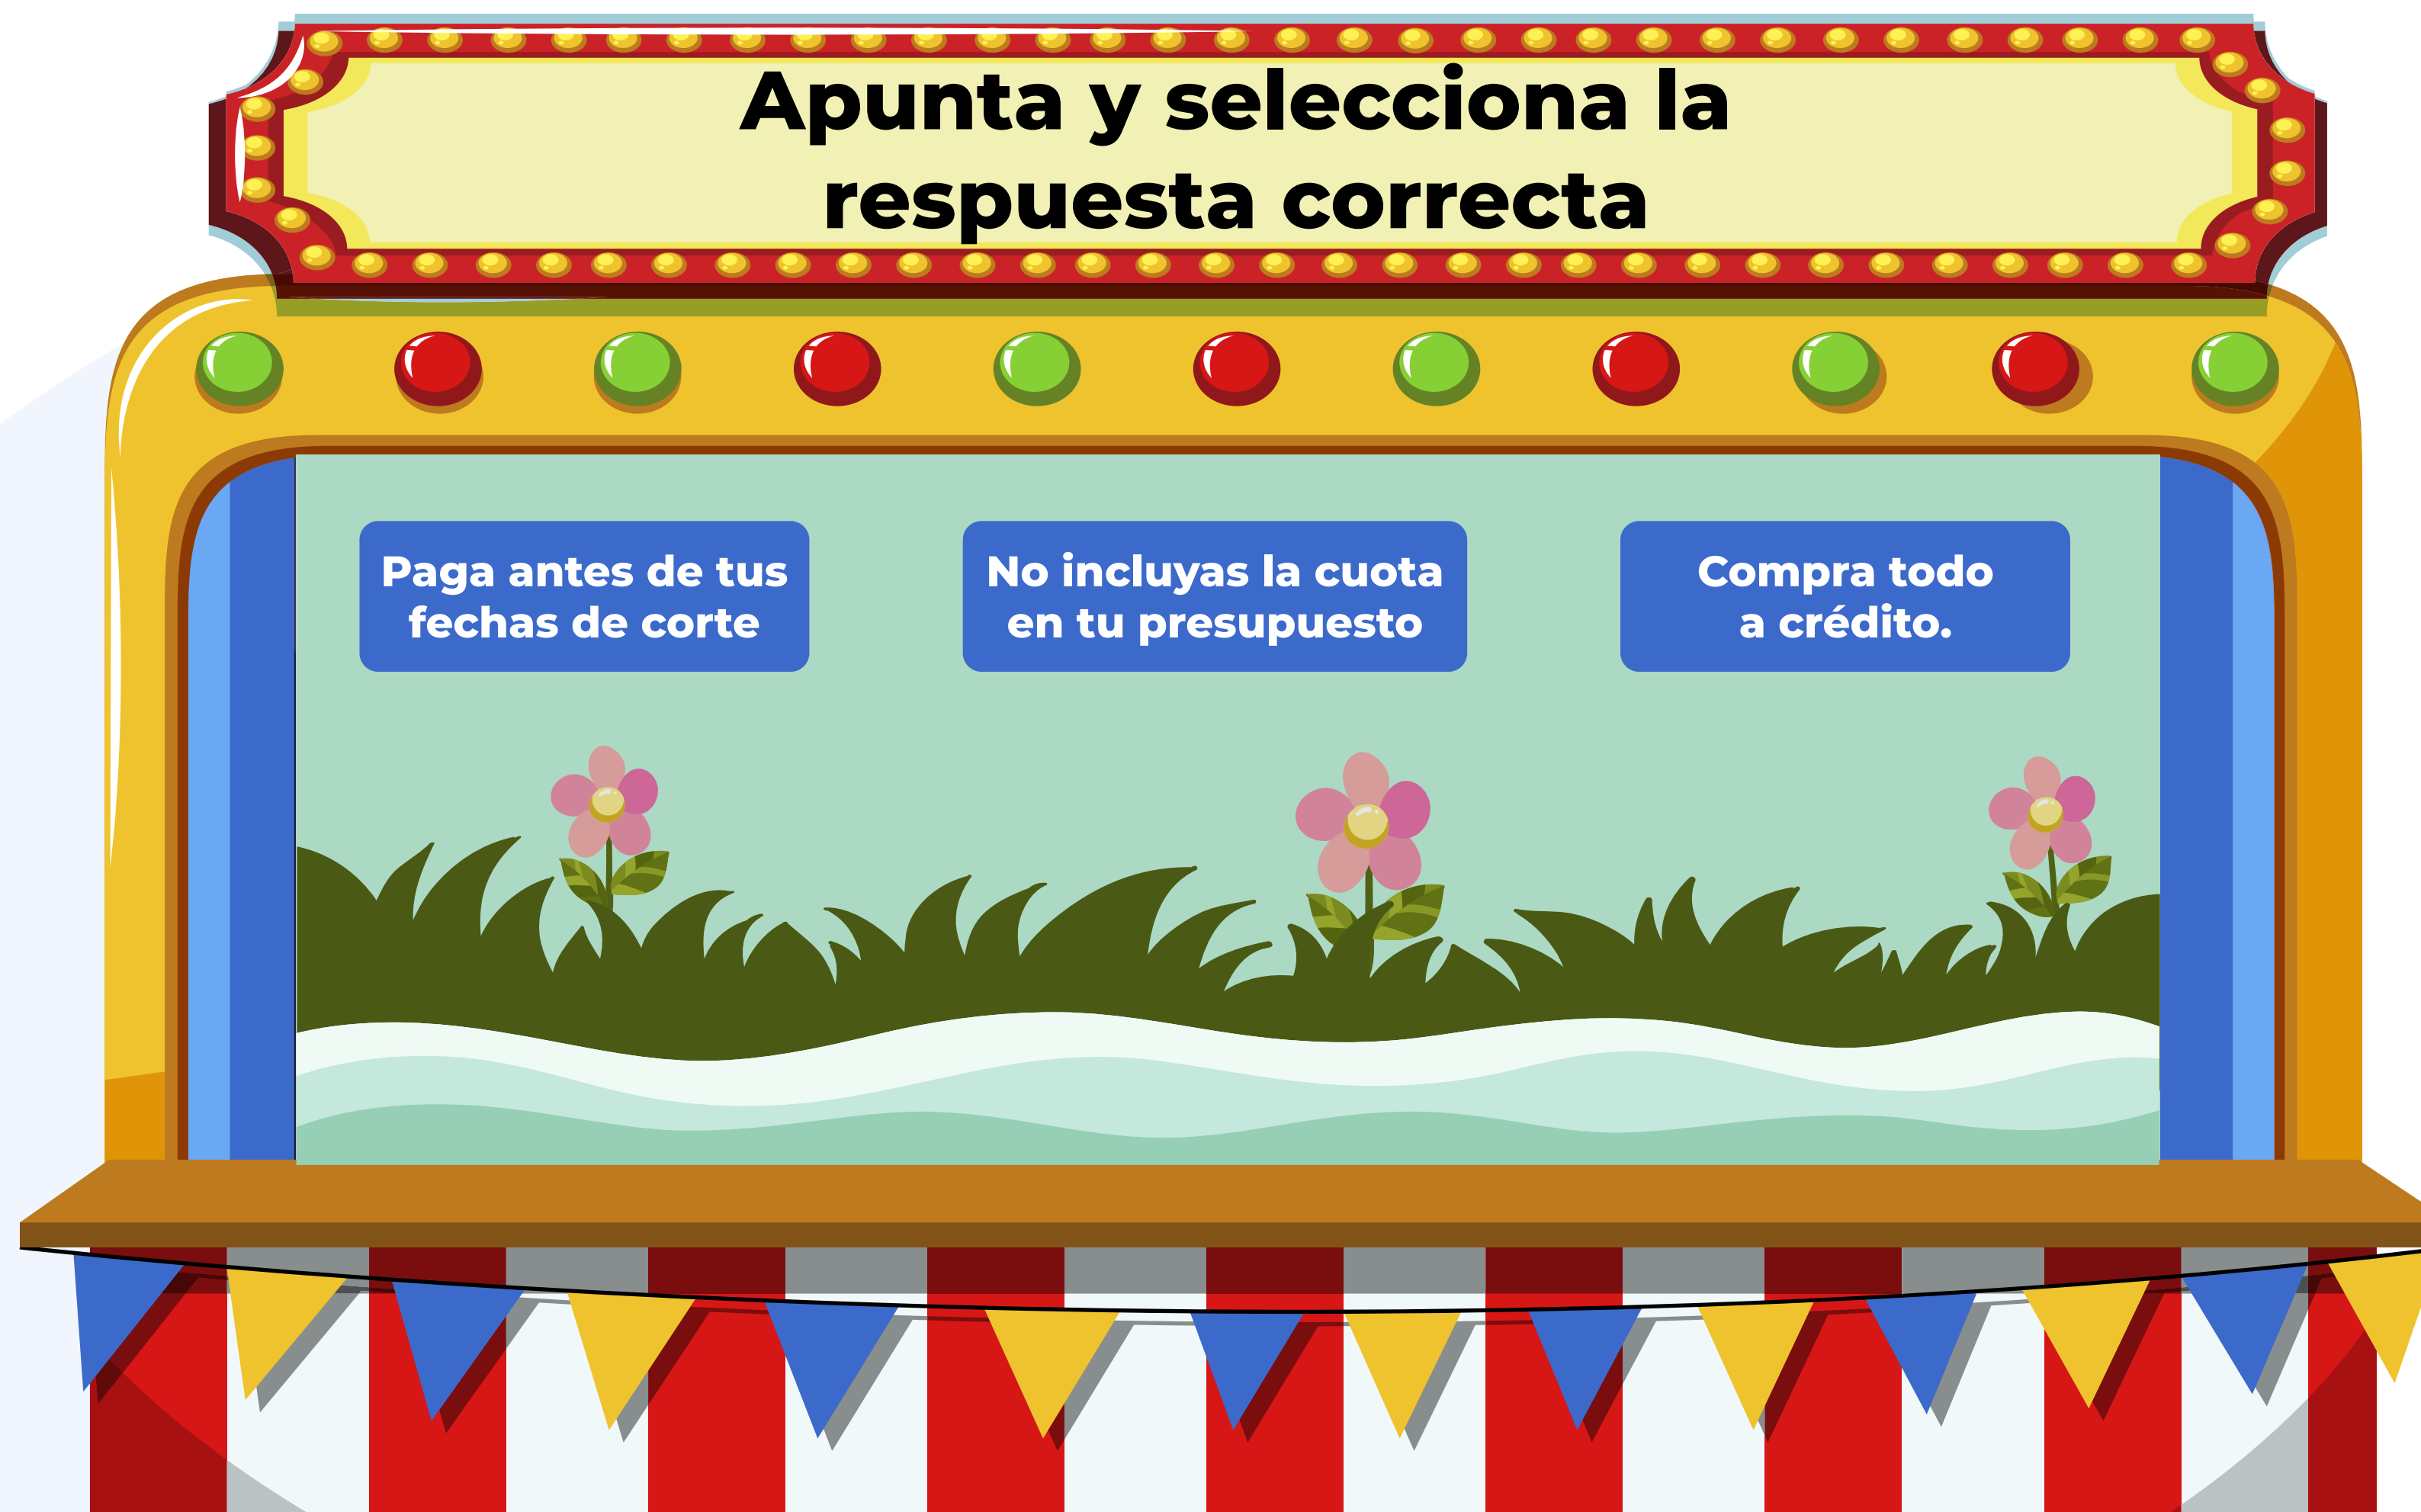 Apunta y selecciona la
respuesta correcta
Paga antes de tus
fechas de corte
No incluyas la cuota
en tu presupuesto
Compra todo
a crédito.